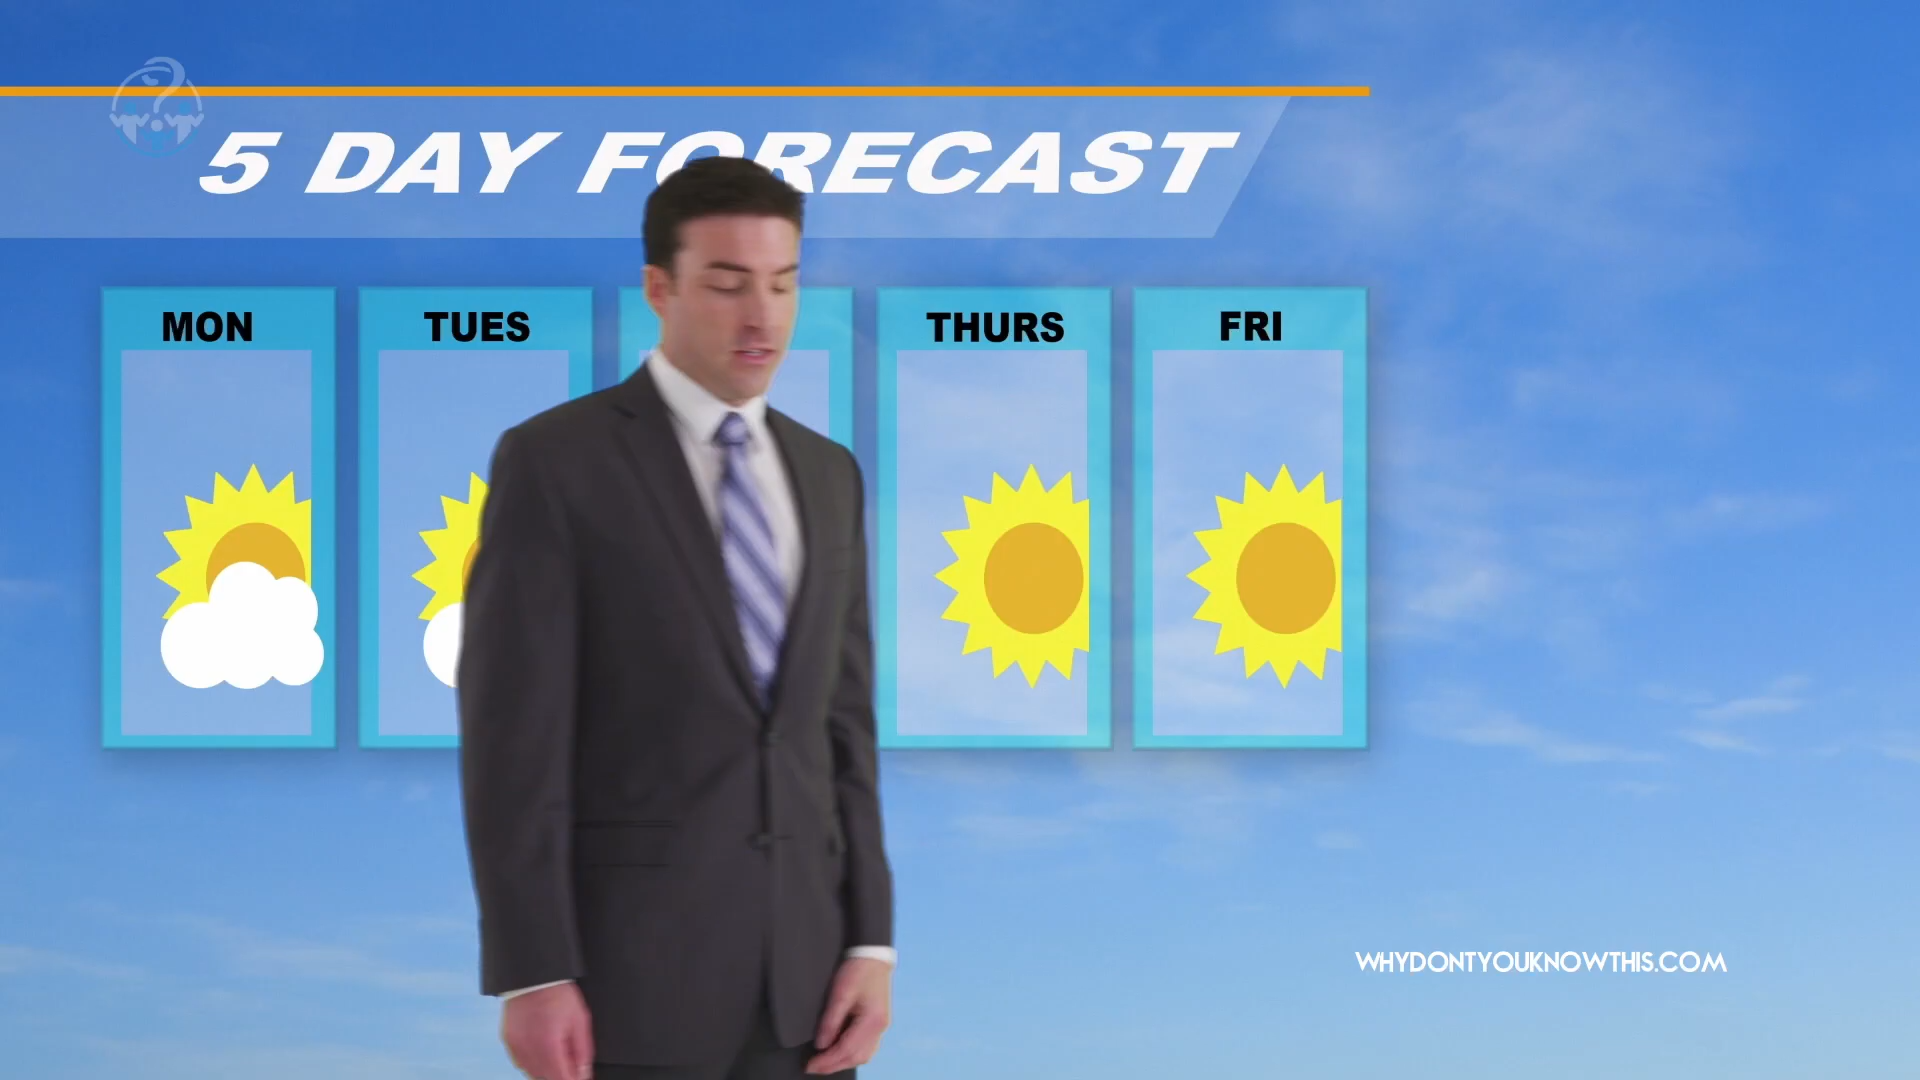 5 DAY FORECAST
MON
TUES
THURS
FRI
WHYDONTYOUKNOWTHIS.COM